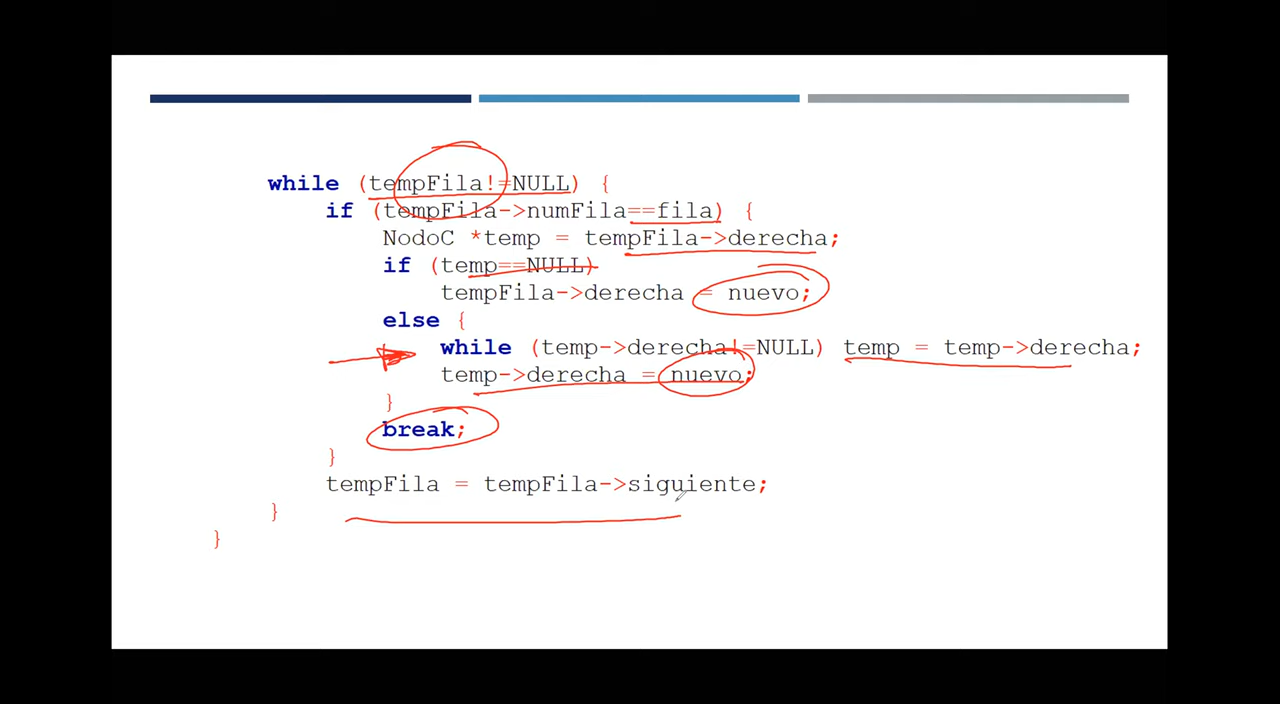 while (tempFila!=NULL) {
if (tempFila->numFila==fila) {
NodoC *temp = tempFila->derecha;
if (temp==NULL)
tempFila->derecha = nuevo;
else {
while (temp->derecha!=NULL) temp = temp->derecha;
temp->derecha = nuevo;
}
break;
}
tempFila = tempFila->siguiente;
}
}